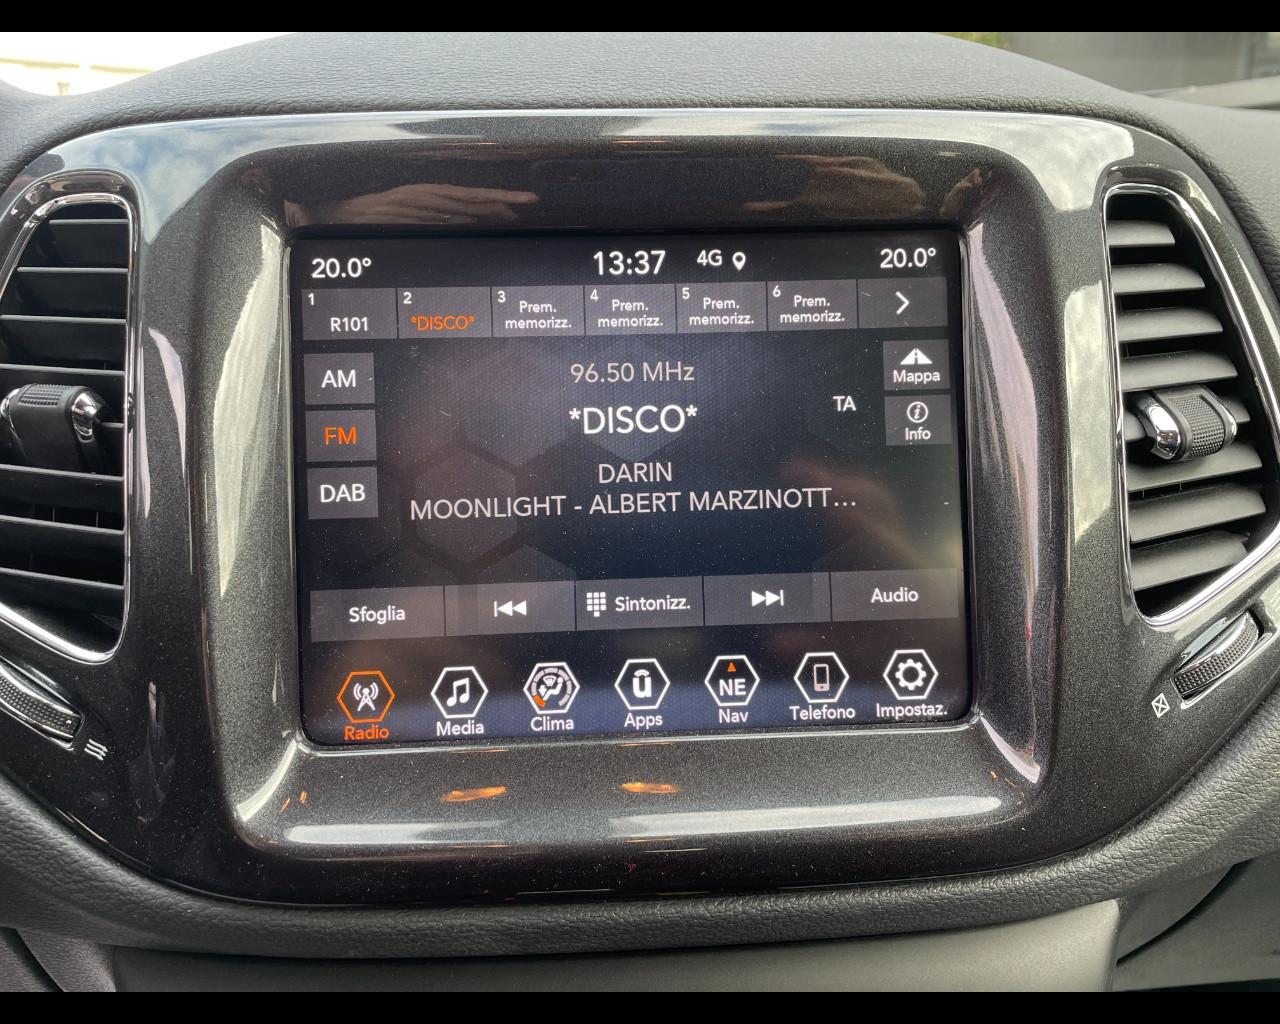 20.0° 13:37 4G 20.0°
1 R101
2 *DISCO*
3 Prem. memorizz.
4 Prem. memorizz.
5 Prem. memorizz.
6 Prem. memorizz.
AM
96.50 MHz
Mappa
*DISCO*
TA
FM
Info
DARIN
DAB
MOONLIGHT - ALBERT MARZINOTT...
Sfoglia
Sintonizz.
Audio
û
NE
Radio
Media
Clima
Apps
Nav
Telefono
Impostaz.